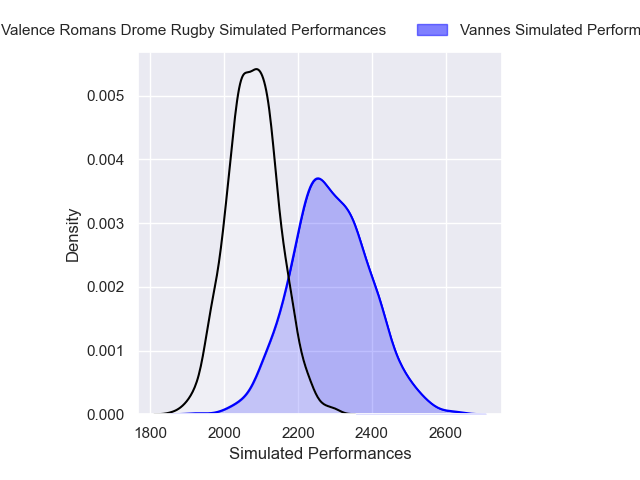 Valence Romans Drome Rugby Simulated Performances
Vannes Simulated Perform
0.005
0.004
0.003
0.002
0.001
0.000
Density
1800 2000 2200 2400 2600
Simulated Performances